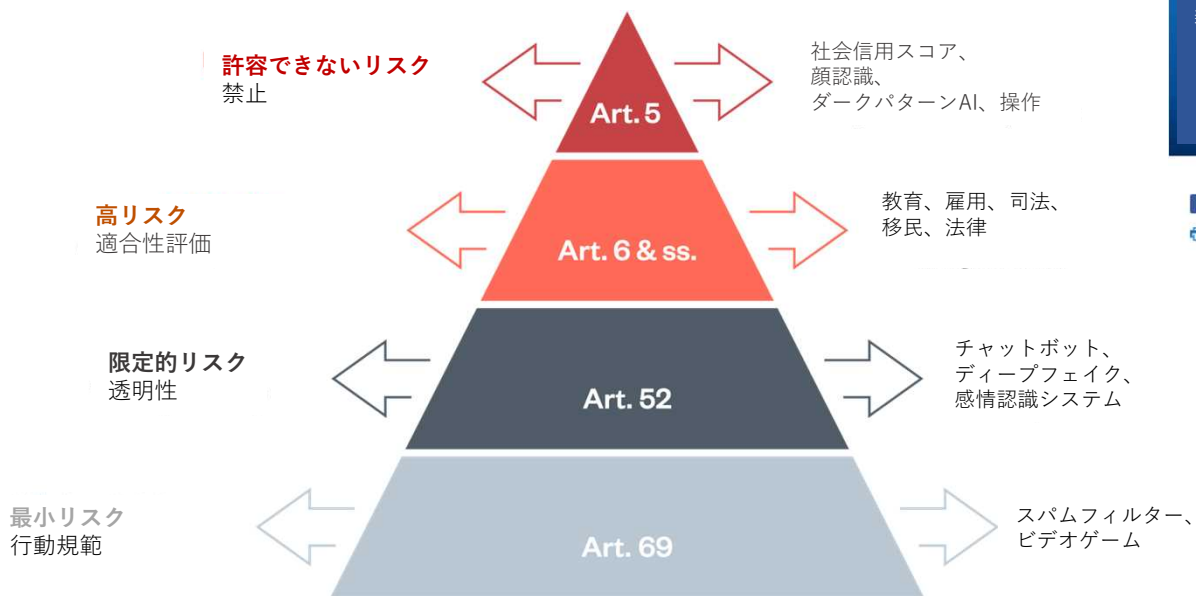 許容できないリスク
禁止
Art. 5
社会信用スコア、
顔認識、
ダークパターンAI、操作
高リスク
適合性評価
Art. 6 & ss.
教育、雇用、司法、
移民、法律
限定的リスク
透明性
Art. 52
チャットボット、
ディープフェイク、
感情認識システム
最小リスク
行動規範
Art. 69
スパムフィルター、
ビデオゲーム